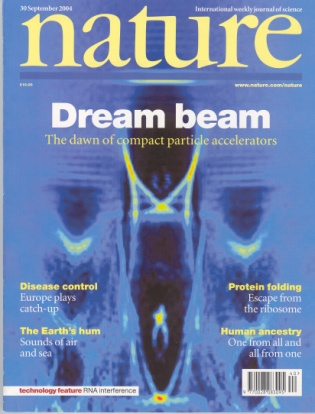 30 September 2004
International weekly journal of science
nature
www.nature.com/nature
Dream beam
The dawn of compact particle accelerators
Disease control
Europe plays
catch-up
The Earth's hum
Sounds of air
and sea
Protein folding
Escape from
the ribosome
Human ancestry
One from all and
all from one
technology feature RNA interference